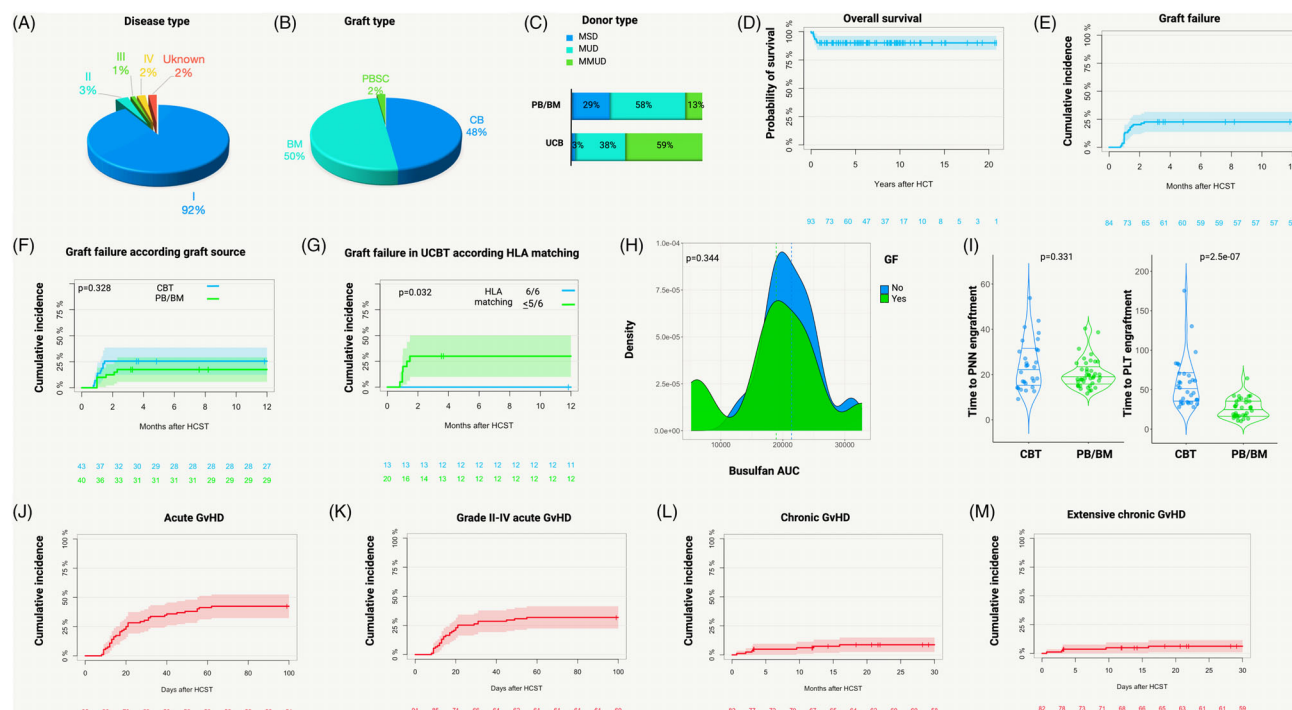 (A)
Disease type
III
1%
IV
2%
Uknown
2%
II
3%
I
92%
(B)
Graft type
PBSC
2%
CB
48%
BM
50%
(C)
Donor type
MSD
MUD
MMUD
PB/BM
29%
58%
13%
UCB
3%
38%
59%
(D)
Overall survival
Probability of survival
0 % 25 % 50 % 75 % 100 %
0 5 10 15 20
Years after HCT
93 73 60 47 37 17 10 8 5 3 1
(E)
Graft failure
Cumulative incidence
0 % 25 % 50 % 75 % 100 %
0 2 4 6 8 10 12
Months after HCST
84 73 65 61 60 59 59 57 57 57
(F)
Graft failure according graft source
p=0.328
CBT
PB/BM
Cumulative incidence
0 % 25 % 50 % 75 %
0 2 4 6 8 10 12
Months after HCST
43 37 32 30 29 28 28 28 28 28 27
40 36 33 31 31 31 31 29 29 29 29
(G)
Graft failure in UCBT according HLA matching
p=0.032
HLA 6/6
matching ≤5/6
Cumulative incidence
0 % 25 % 50 % 75 %
0 2 4 6 8 10 12
Months after HCST
13 13 13 12 12 12 12 12 12 12 11
20 18 14 13 12 12 12 12 12 12 12
(H)
p=0.344
GF
No
Yes
Density
1.0e-04
7.5e-05
5.0e-05
2.5e-05
0.0e+00
10000 20000 30000
Busulfan AUC
(I)
p=0.331
Time to PNN engraftment
60
40
20
0
CBT PB/BM
p=2.5e-07
Time to PLT engraftment
200
150
100
50
0
CBT PB/BM
(J)
Acute GvHD
Cumulative incidence
0 % 25 % 50 % 75 % 100 %
0 20 40 60 80 100
Days after HCST
(K)
Grade II-IV acute GvHD
Cumulative incidence
0 % 25 % 50 % 75 % 100 %
0 20 40 60 80 100
Days after HCST
(L)
Chronic GvHD
Cumulative incidence
0 % 25 % 50 % 75 % 100 %
0 5 10 15 20 25 30
Months after HCST
(M)
Extensive chronic GvHD
Cumulative incidence
0 % 25 % 50 % 75 % 100 %
0 5 10 15 20 25 30
Days after HCST
82 78 73 71 68 66 65 63 61 61 58